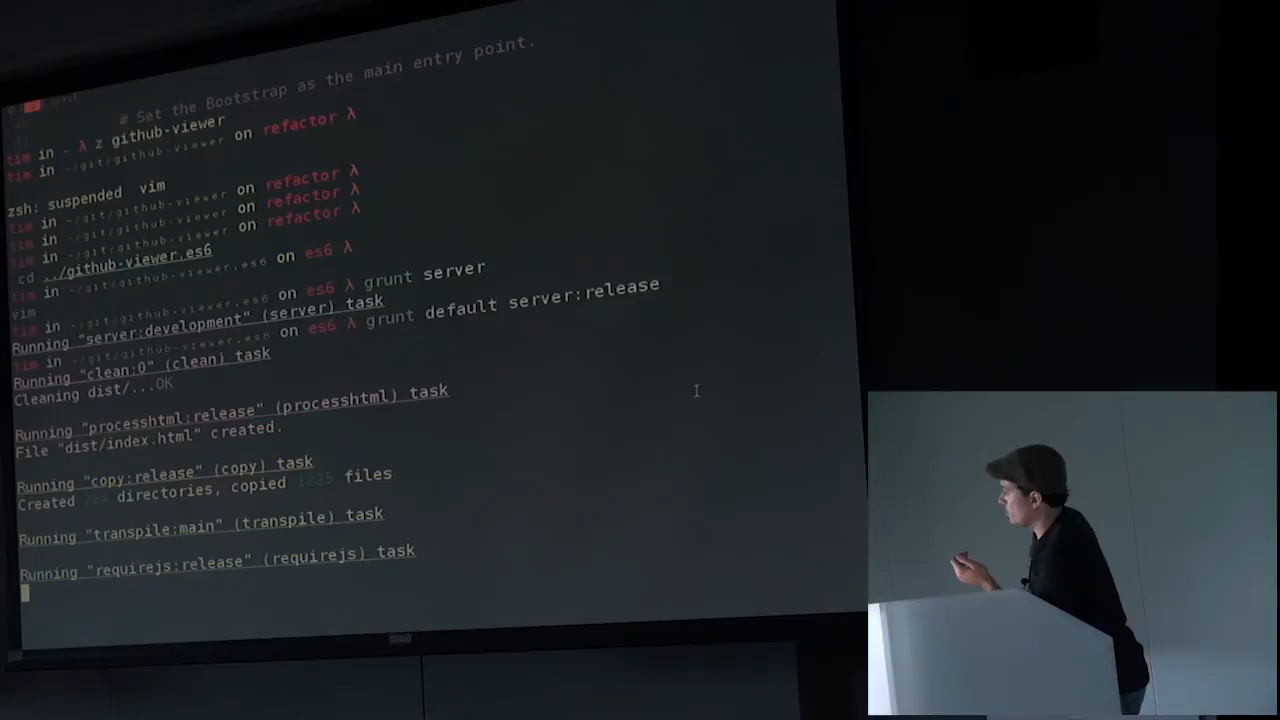 # Set the Bootstrap as the main entry point.
tim in ~ λ z github-viewer
tim in ~/git/github-viewer on refactor λ
zsh: suspended  vim
tim in ~/git/github-viewer on refactor λ
tim in ~/git/github-viewer on refactor λ
tim in ~/git/github-viewer on refactor λ
cd ../github-viewer.es6
tim in ~/git/github-viewer.es6 on es6 λ
vim
tim in ~/git/github-viewer.es6 on es6 λ grunt server
Running "server:development" (server) task
tim in ~/git/github-viewer.es6 on es6 λ grunt default server:release
Running "clean:0" (clean) task
Cleaning dist/...OK
Running "processhtml:release" (processhtml) task
File "dist/index.html" created.
Running "copy:release" (copy) task
Created directories, copied 1225 files
Running "transpile:main" (transpile) task
Running "requirejs:release" (requirejs) task